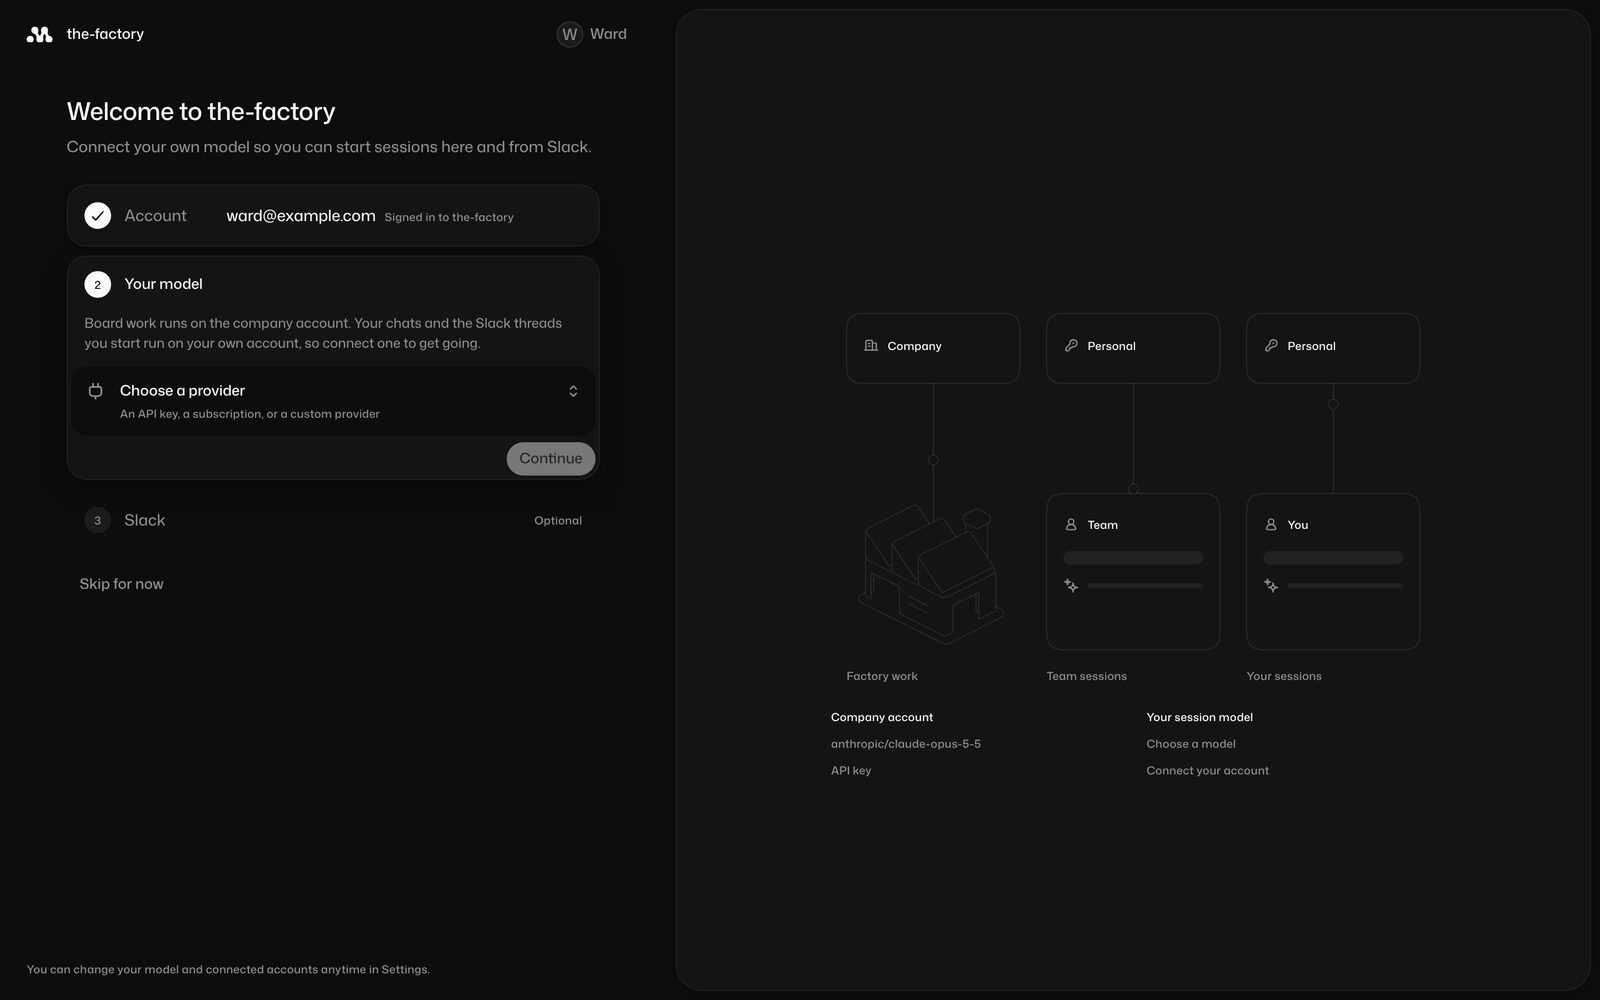 the-factory
W
Ward
Welcome to the-factory
Connect your own model so you can start sessions here and from Slack.
Account
ward@example.com
Signed in to the-factory
2
Your model
Board work runs on the company account. Your chats and the Slack threads
you start run on your own account, so connect one to get going.
Choose a provider
An API key, a subscription, or a custom provider
Continue
3
Slack
Optional
Skip for now
You can change your model and connected accounts anytime in Settings.
Company
Personal
Personal
Team
You
Factory work
Team sessions
Your sessions
Company account
anthropic/claude-opus-5-5
API key
Your session model
Choose a model
Connect your account